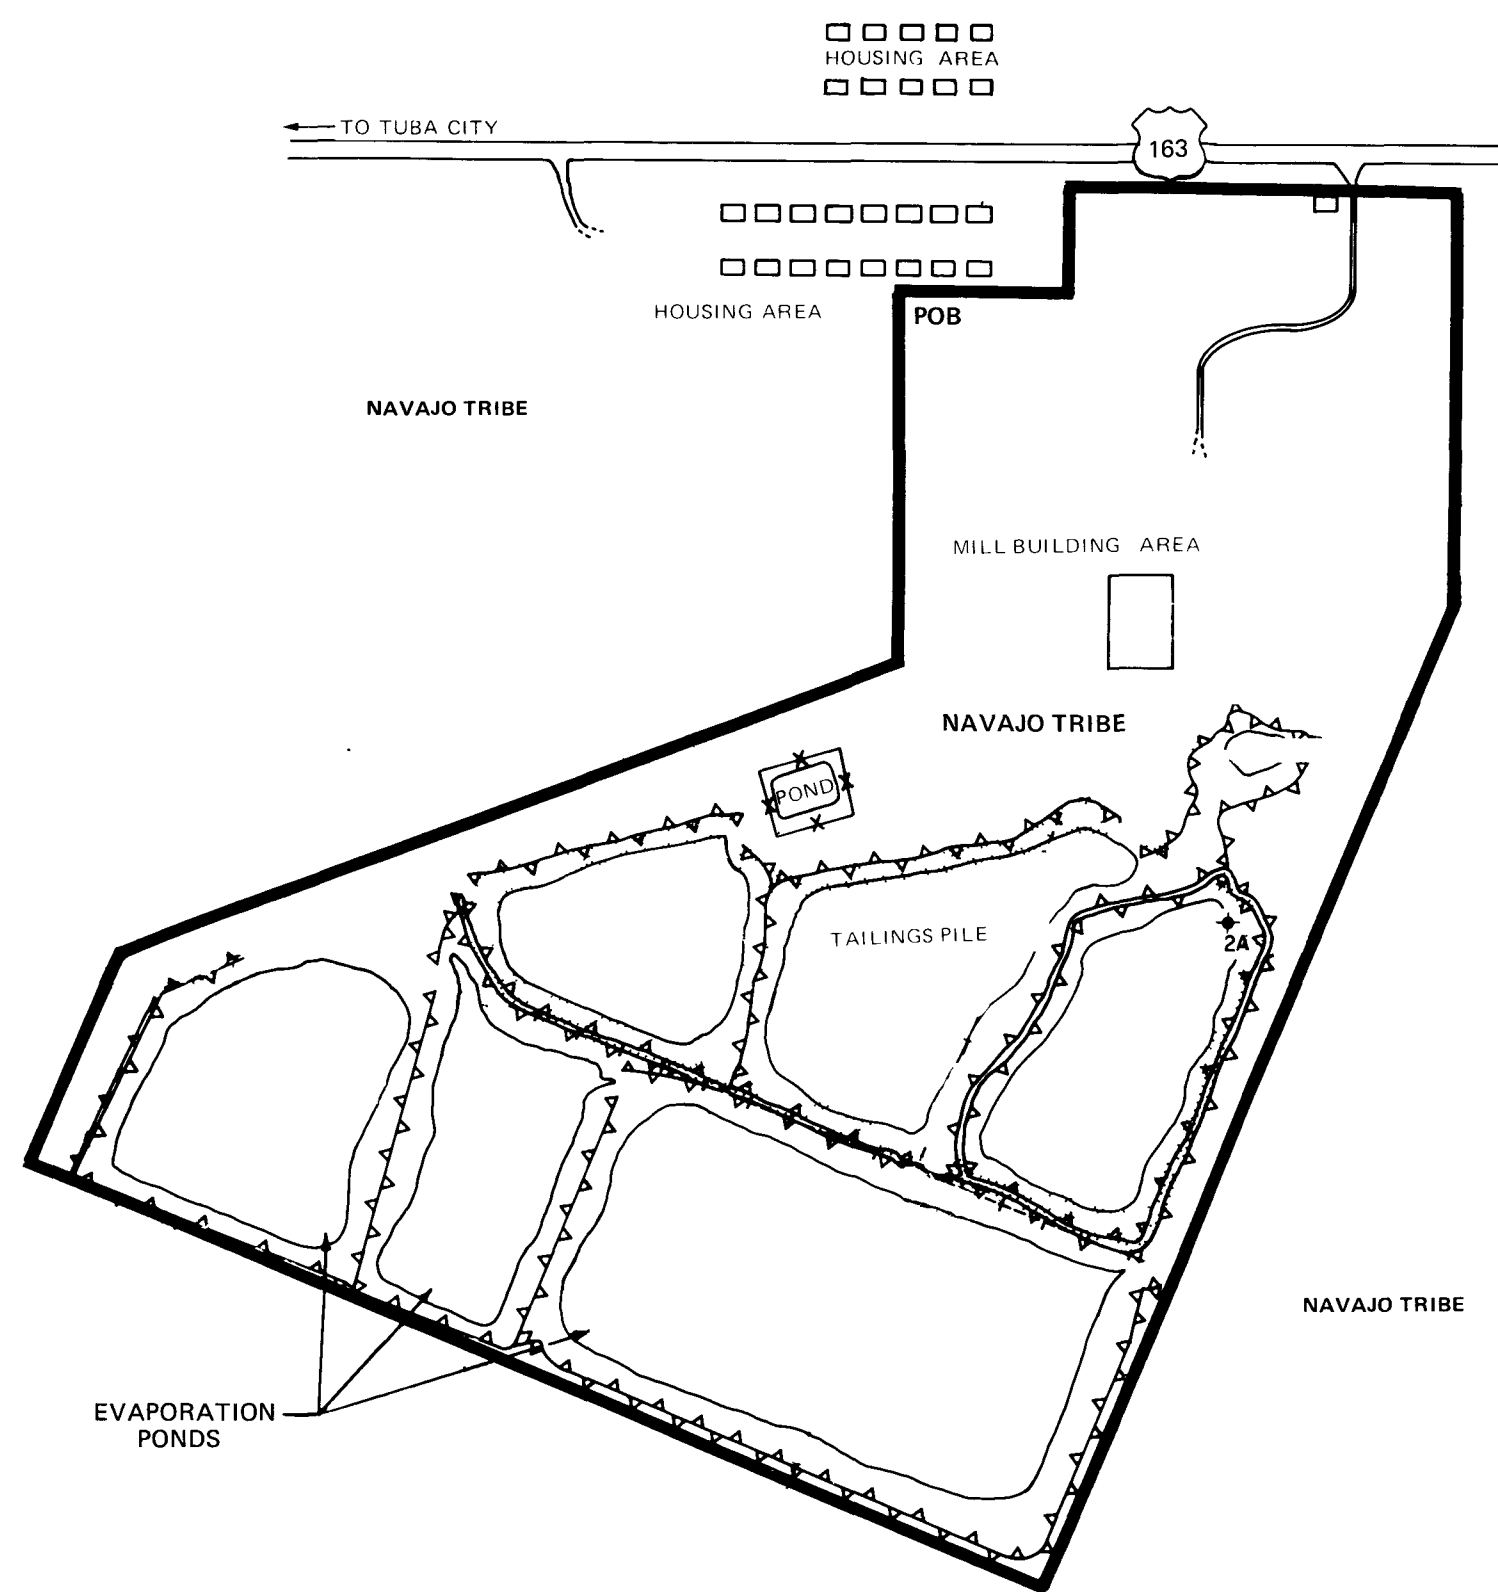 HOUSING AREA
TO TUBA CITY
163
HOUSING AREA
POB
NAVAJO TRIBE
MILL BUILDING AREA
NAVAJO TRIBE
POND
TAILINGS PILE
2A
NAVAJO TRIBE
EVAPORATION
PONDS